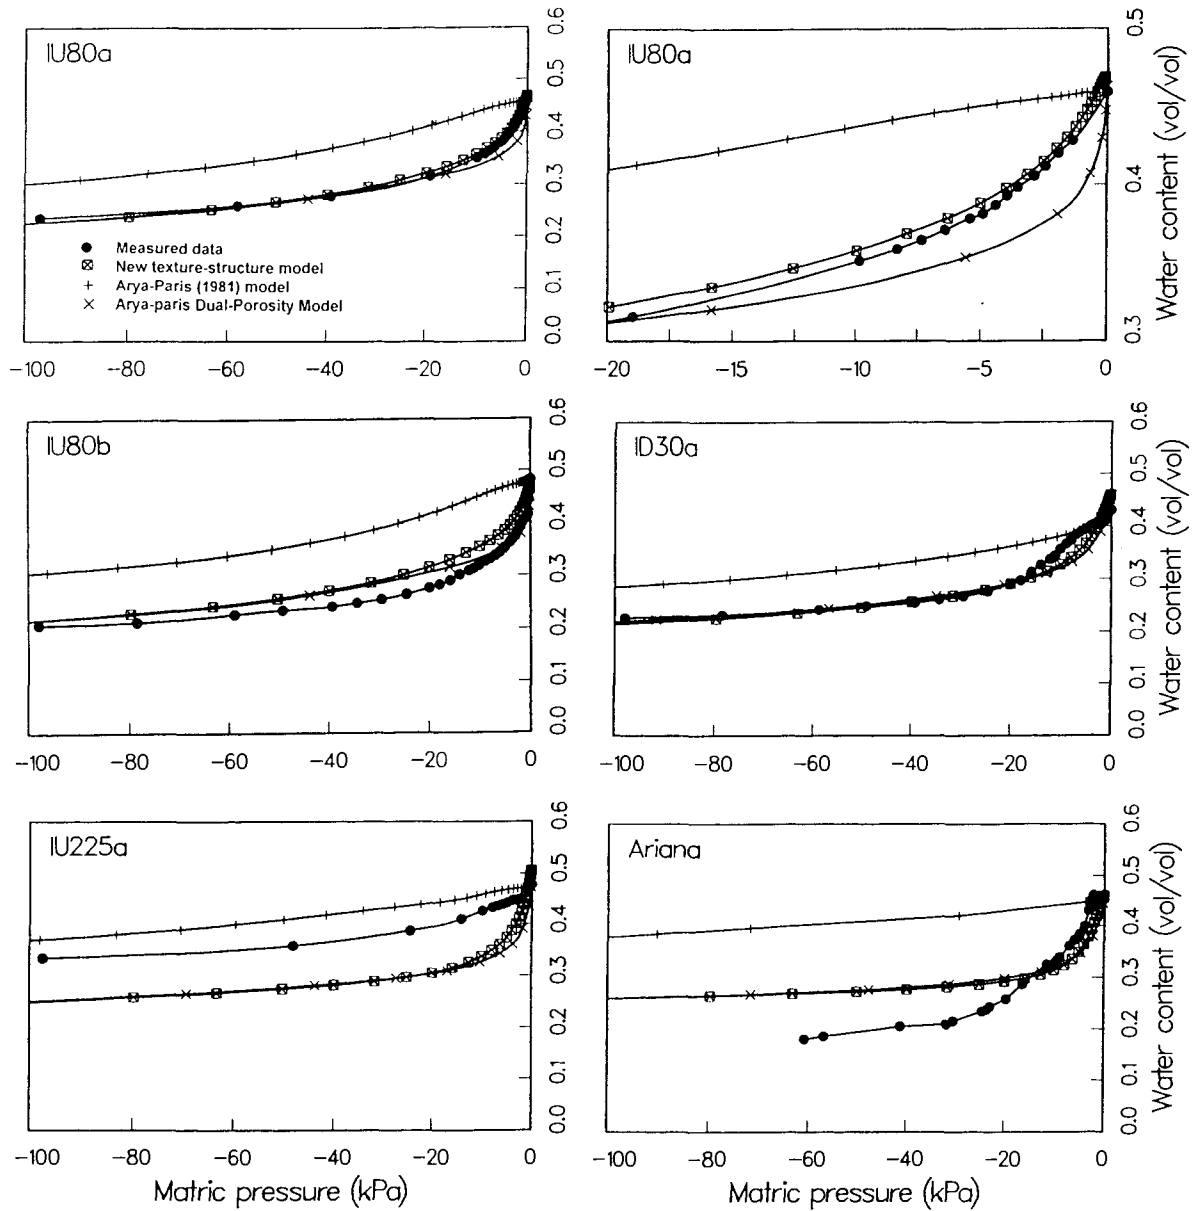 IU80a
0.0 0.1 0.2 0.3 0.4 0.5 0.6
Measured data
New texture-structure model
Arya-Paris (1981) model
Arya-paris Dual-Porosity Model
−100 −80 −60 −40 −20 0
IU80a
0.3 0.4 0.5
Water content (vol/vol)
−20 −15 −10 −5 0
IU80b
0.0 0.1 0.2 0.3 0.4 0.5 0.6
−100 −80 −60 −40 −20 0
ID30a
0.0 0.1 0.2 0.3 0.4 0.5 0.6
Water content (vol/vol)
−100 −80 −60 −40 −20 0
IU225a
0.0 0.1 0.2 0.3 0.4 0.5 0.6
−100 −80 −60 −40 −20 0
Matric pressure (kPa)
Ariana
0.0 0.1 0.2 0.3 0.4 0.5 0.6
Water content (vol/vol)
−100 −80 −60 −40 −20 0
Matric pressure (kPa)